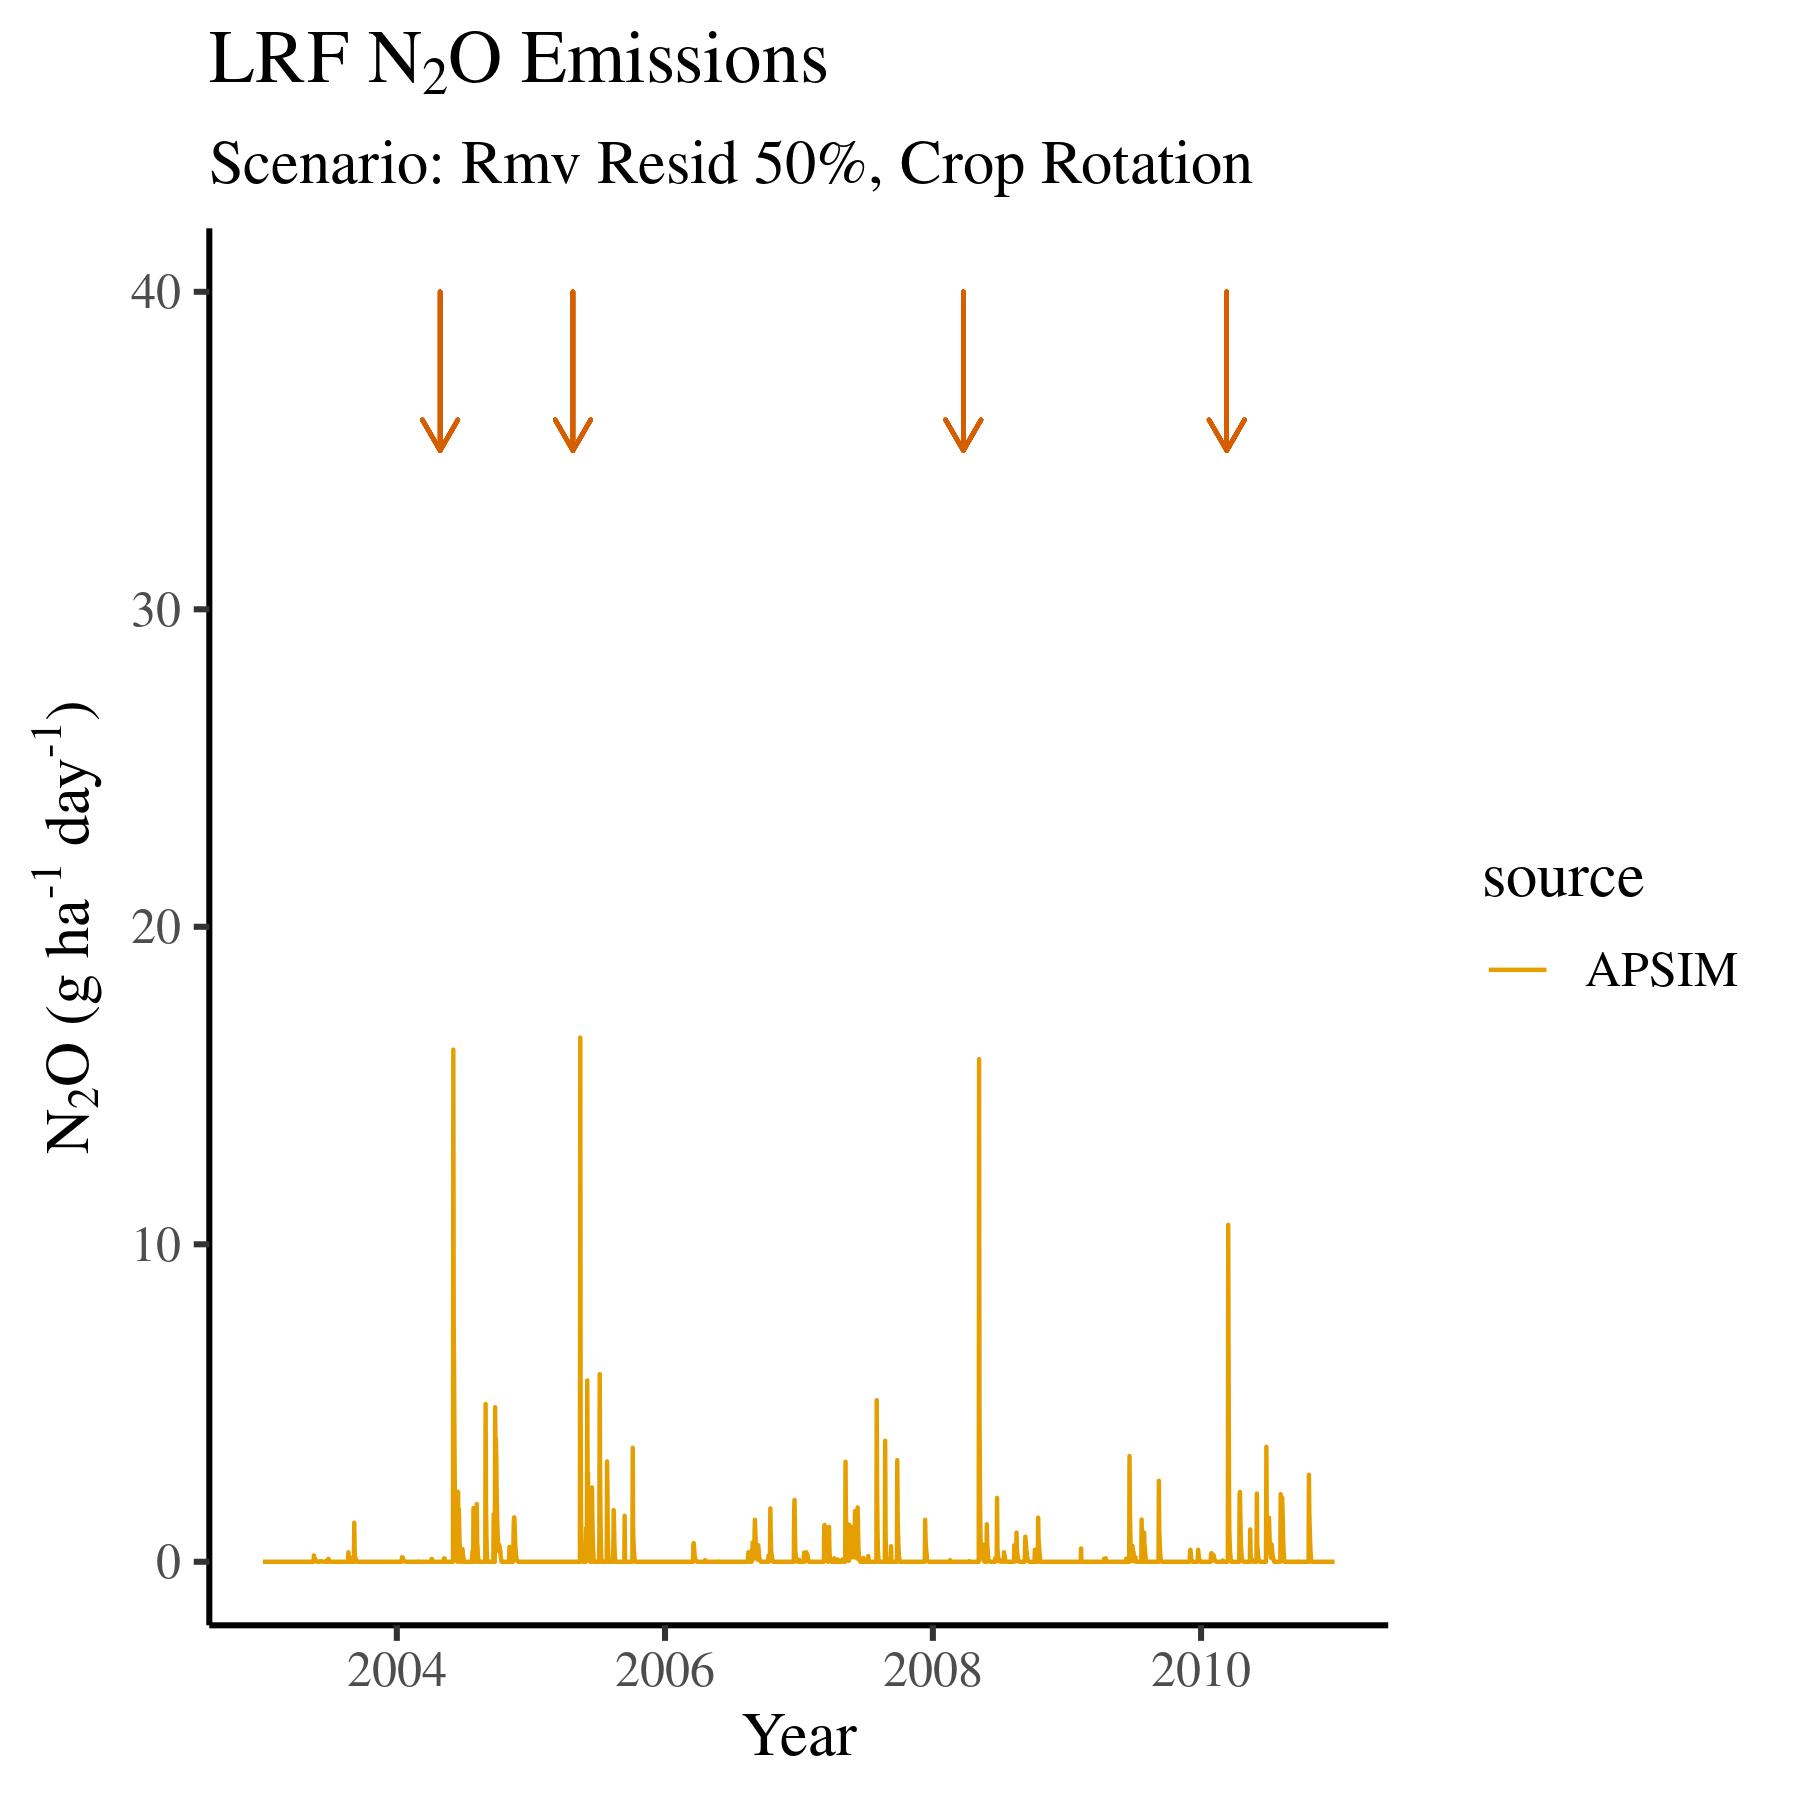 LRF N₂O Emissions
Scenario: Rmv Resid 50%, Crop Rotation
N₂O (g ha⁻¹ day⁻¹)
40
30
20
10
0
2004 2006 2008 2010
Year
source
APSIM